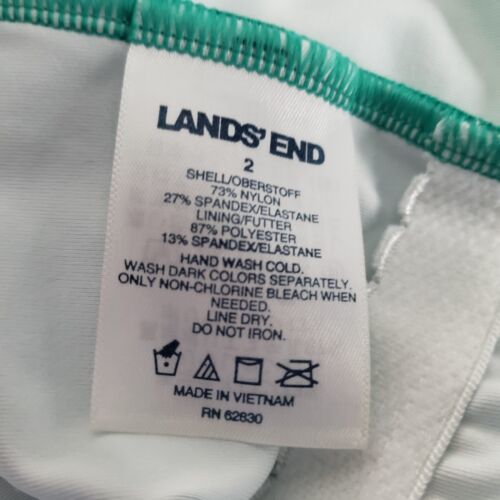 LANDS' END
2
SHELL/OBERSTOFF
73% NYLON
27% SPANDEX/ELASTANE
LINING/FUTTER
87% POLYESTER
13% SPANDEX/ELASTANE
HAND WASH COLD.
WASH DARK COLORS SEPARATELY.
ONLY NON-CHLORINE BLEACH WHEN
NEEDED.
LINE DRY.
DO NOT IRON.
MADE IN VIETNAM
RN 62830